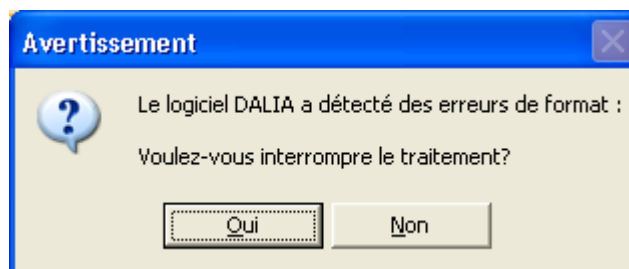 Avertissement
Le logiciel DALIA a détecté des erreurs de format :
Voulez-vous interrompre le traitement?
Oui
Non